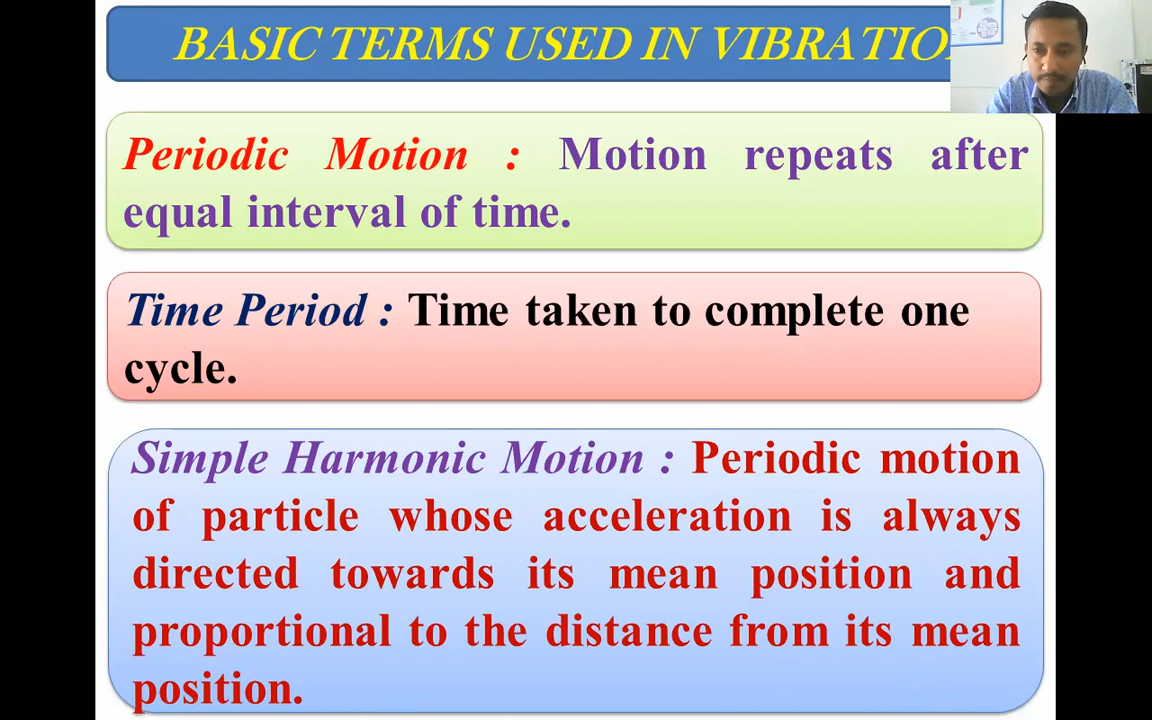 BASIC TERMS USED IN VIBRATIO
Periodic Motion : Motion repeats after
equal interval of time.
Time Period : Time taken to complete one
cycle.
Simple Harmonic Motion : Periodic motion
of particle whose acceleration is always
directed towards its mean position and
proportional to the distance from its mean
position.